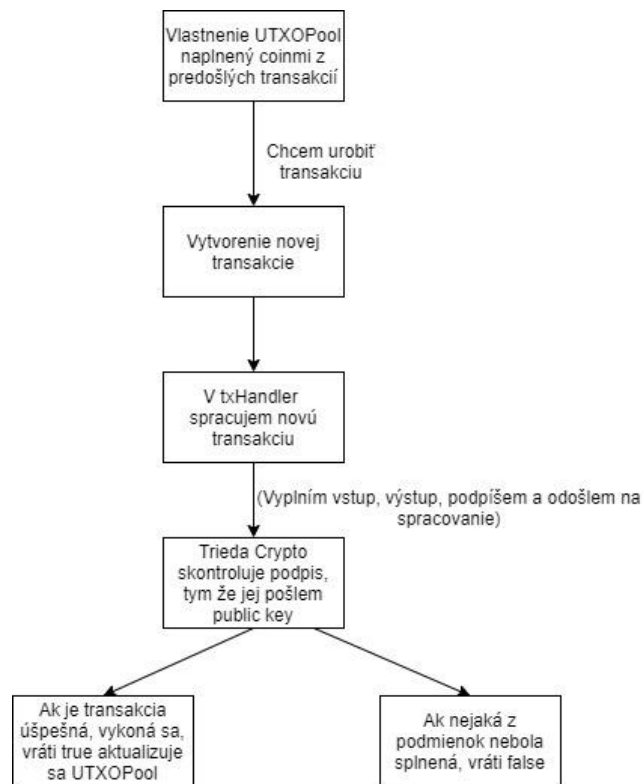 Vlastnenie UTXOPool
naplnený coinmi z
predošlých transakcií
Chcem urobiť
transakciu
Vytvorenie novej
transakcie
V txHandler
spracujem novú
transakciu
(Vyplním vstup, výstup, podpíšem a odošlem na
spracovanie)
Trieda Crypto
skontroluje podpis,
tym že jej pošlem
public key
Ak je transakcia
úšpešná, vykoná sa,
vráti true aktualizuje
sa UTXOPool
Ak nejaká z
podmienok nebola
splnená, vráti false